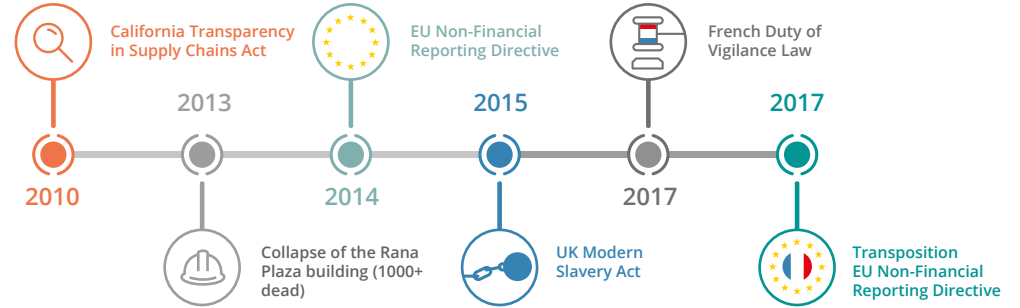 California Transparency
in Supply Chains Act
2010
2013
Collapse of the Rana
Plaza building (1000+
dead)
EU Non-Financial
Reporting Directive
2014
2015
UK Modern
Slavery Act
French Duty of
Vigilance Law
2017
2017
Transposition
EU Non-Financial
Reporting Directive